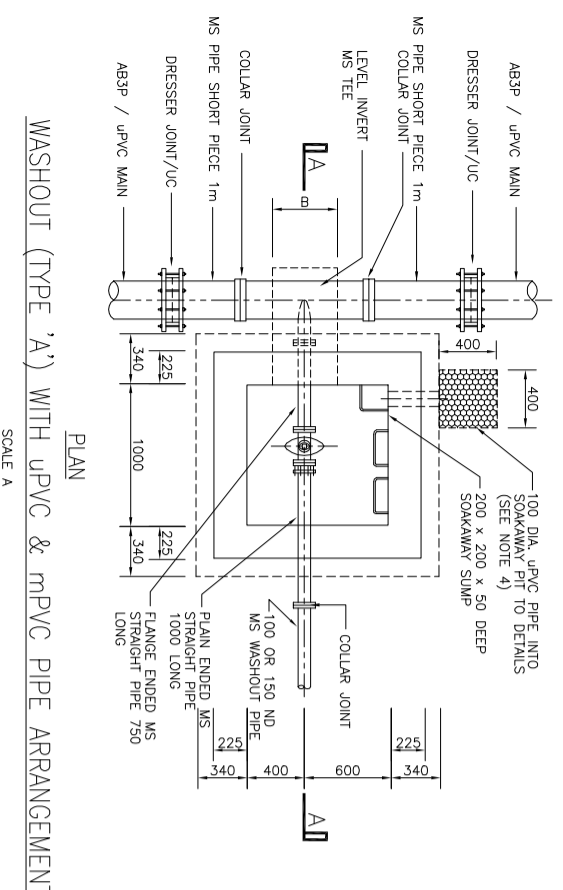 AB3P / uPVC MAIN
DRESSER JOINT/UC
MS PIPE SHORT PIECE 1m
COLLAR JOINT
LEVEL INVERT
MS TEE
COLLAR JOINT
MS PIPE SHORT PIECE 1m
DRESSER JOINT/UC
AB3P / uPVC MAIN
A
B
400
400
340
225
1000
225
340
100 DIA. uPVC PIPE INTO
SOAKAWAY PIT TO DETAILS
(SEE NOTE 4)
200 x 200 x 50 DEEP
SOAKAWAY SUMP
COLLAR JOINT
100 OR 150 ND
MS WASHOUT PIPE
PLAIN ENDED MS
STRAIGHT PIPE
1000 LONG
FLANGE ENDED MS
STRAIGHT PIPE 750
LONG
225
340
400
600
225
340
A
PLAN
WASHOUT (TYPE 'A') WITH uPVC & mPVC PIPE ARRANGEMENT
SCALE A